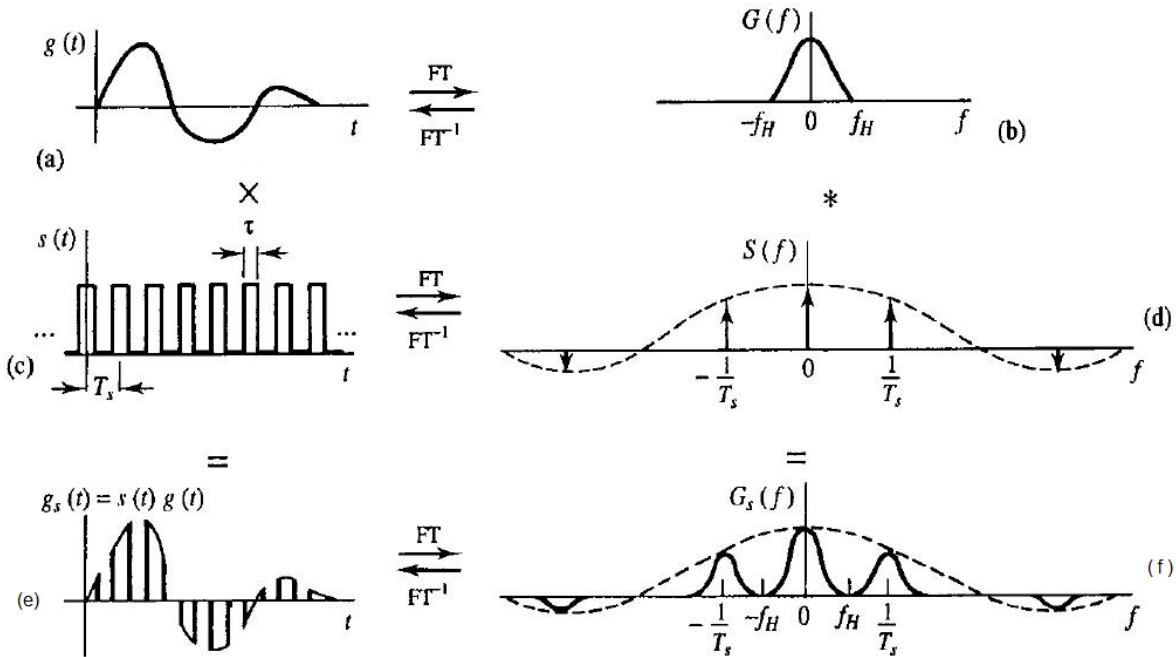 g (t)
t
(a)
FT
FT⁻¹
G (f)
−f_H 0 f_H f
(b)
×
*
s (t)
τ
... ...
t
(c)
T_s
FT
FT⁻¹
S (f)
−1/T_s 0 1/T_s f
(d)
=
=
g_s (t) = s (t) g (t)
t
(e)
FT
FT⁻¹
G_s (f)
−1/T_s −f_H 0 f_H 1/T_s f
(f)